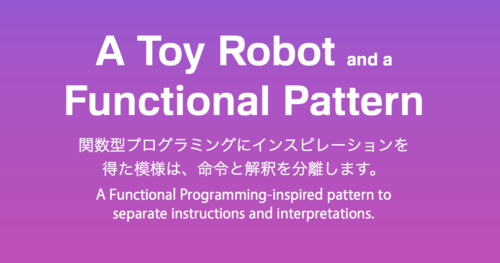 A Toy Robot and a
Functional Pattern
関数型プログラミングにインスピレーションを
得た模様は、命令と解釈を分離します。
A Functional Programming-inspired pattern to
separate instructions and interpretations.